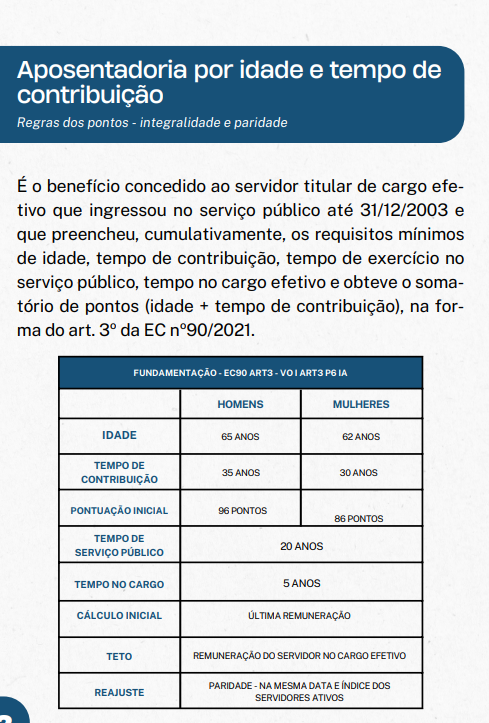 Aposentadoria por idade e tempo de
contribuição
Regras dos pontos - integralidade e paridade
É o benefício concedido ao servidor titular de cargo efe-
tivo que ingressou no serviço público até 31/12/2003 e
que preencheu, cumulativamente, os requisitos mínimos
de idade, tempo de contribuição, tempo de exercício no
serviço público, tempo no cargo efetivo e obteve o soma-
tório de pontos (idade + tempo de contribuição), na for-
ma do art. 3º da EC nº90/2021.
FUNDAMENTAÇÃO - EC90 ART3 - VO I ART3 P6 IA
HOMENS MULHERES
IDADE 65 ANOS 62 ANOS
TEMPO DE
CONTRIBUIÇÃO 35 ANOS 30 ANOS
PONTUAÇÃO INICIAL 96 PONTOS 86 PONTOS
TEMPO DE
SERVIÇO PÚBLICO 20 ANOS
TEMPO NO CARGO 5 ANOS
CÁLCULO INICIAL ÚLTIMA REMUNERAÇÃO
TETO REMUNERAÇÃO DO SERVIDOR NO CARGO EFETIVO
REAJUSTE PARIDADE - NA MESMA DATA E ÍNDICE DOS
SERVIDORES ATIVOS